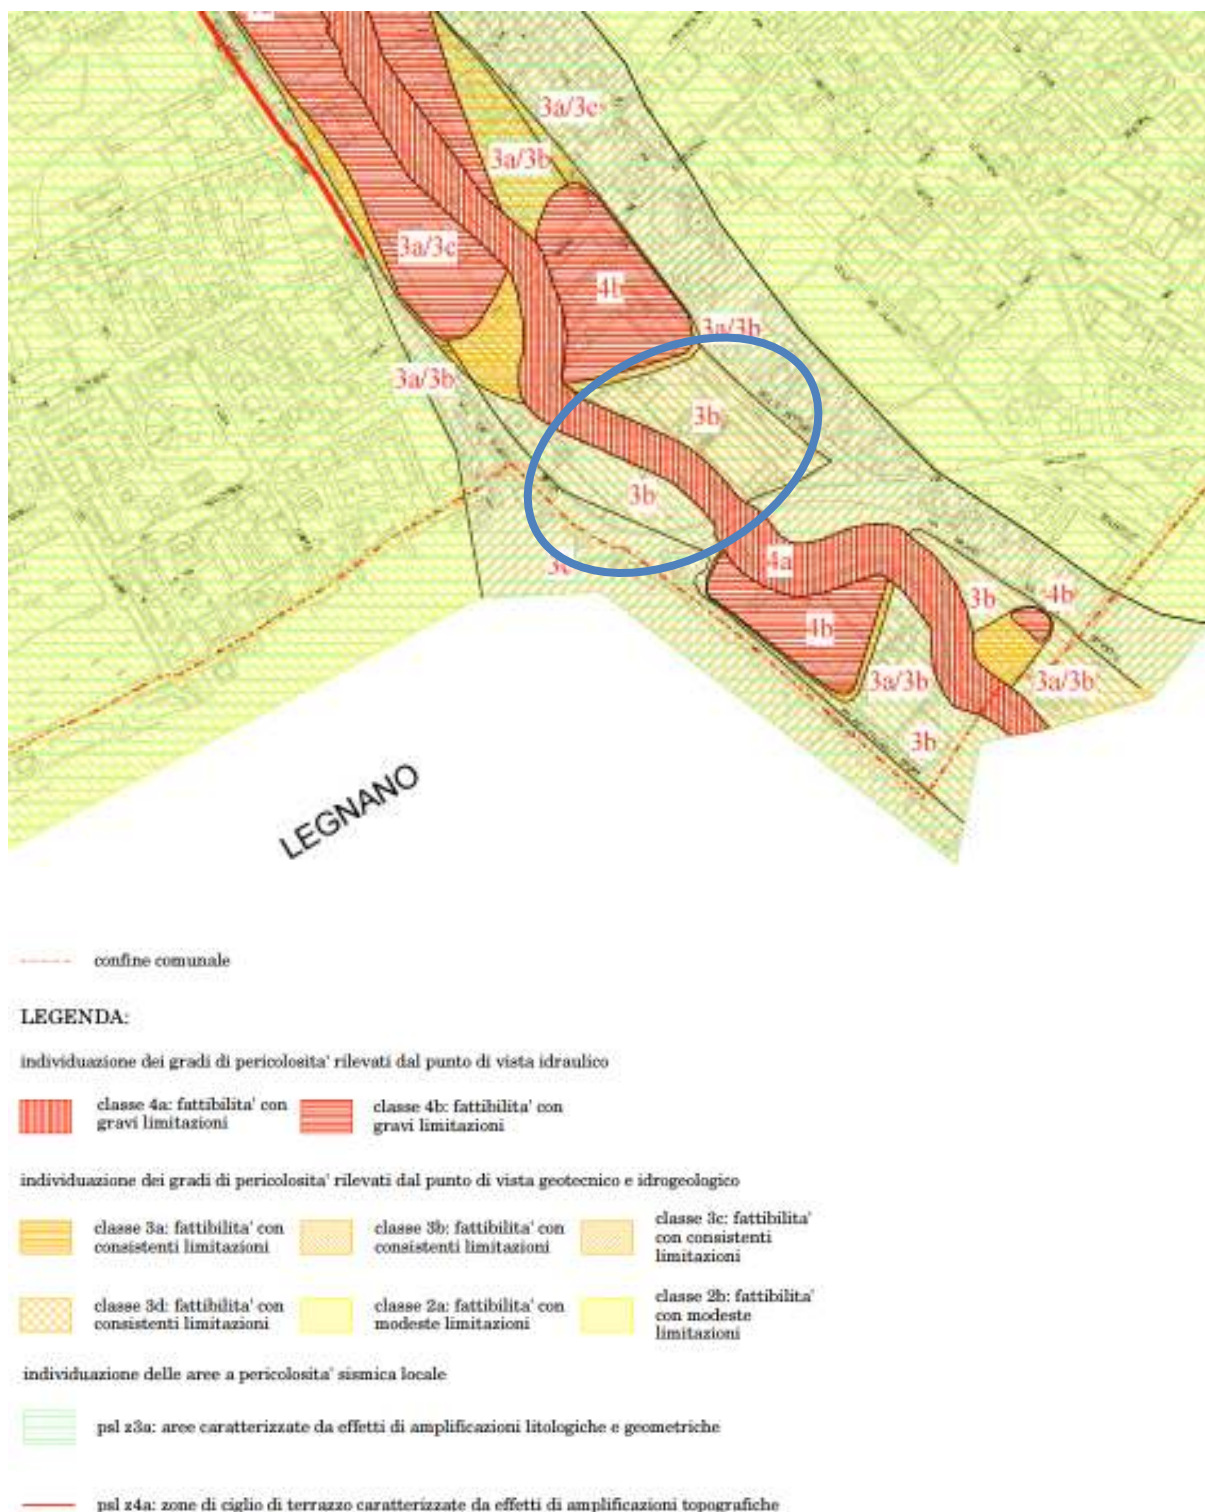 3a/3c
3a/3b
3a/3c
4b
3a/3b
3a/3b
3b
3b
3c
4a
3b
4b
4b
3a/3b
3a/3b
3b
LEGNANO
confine comunale
LEGENDA:
individuazione dei gradi di pericolosita' rilevati dal punto di vista idraulico
classe 4a: fattibilita' con
gravi limitazioni
classe 4b: fattibilita' con
gravi limitazioni
individuazione dei gradi di pericolosita' rilevati dal punto di vista geotecnico e idrogeologico
classe 3a: fattibilita' con
consistenti limitazioni
classe 3b: fattibilita' con
consistenti limitazioni
classe 3c: fattibilita'
con consistenti
limitazioni
classe 3d: fattibilita' con
consistenti limitazioni
classe 2a: fattibilita' con
modeste limitazioni
classe 2b: fattibilita'
con modeste
limitazioni
individuazione delle aree a pericolosita' sismica locale
psl z3a: aree caratterizzate da effetti di amplificazioni litologiche e geometriche
psl z4a: zone di ciglio di terrazzo caratterizzate da effetti di amplificazioni topografiche